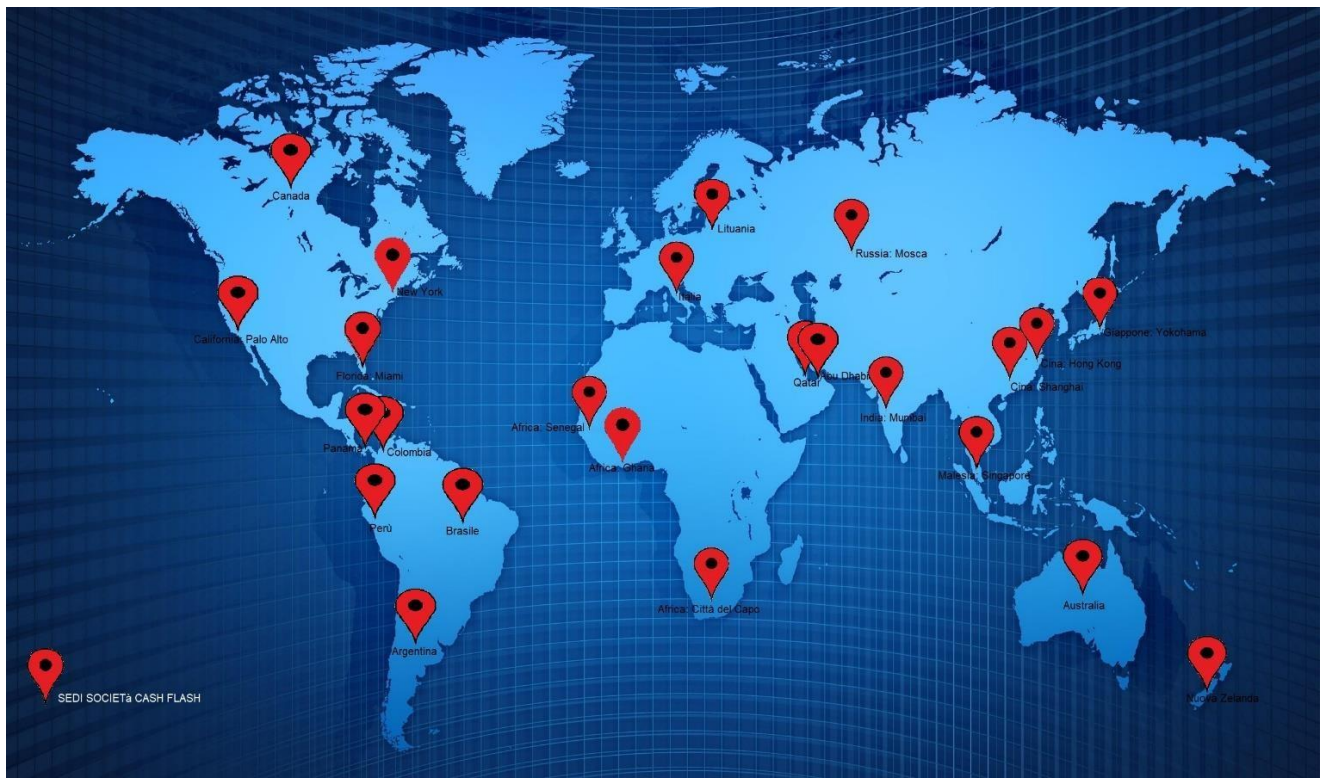 Canada
Lituania
Russia: Mosca
New York
Italia
California: Palo Alto
Giappone: Yokohama
Florida: Miami
Cina: Hong Kong
Qatar
Abu Dhabi
Cina: Shanghai
India: Mumbai
Africa: Senegal
Panama
Colombia
Africa: Ghana
Malesia: Singapore
Perù
Brasile
Africa: Città del Capo
Australia
Argentina
SEDI SOCIETà CASH FLASH
Nuova Zelanda